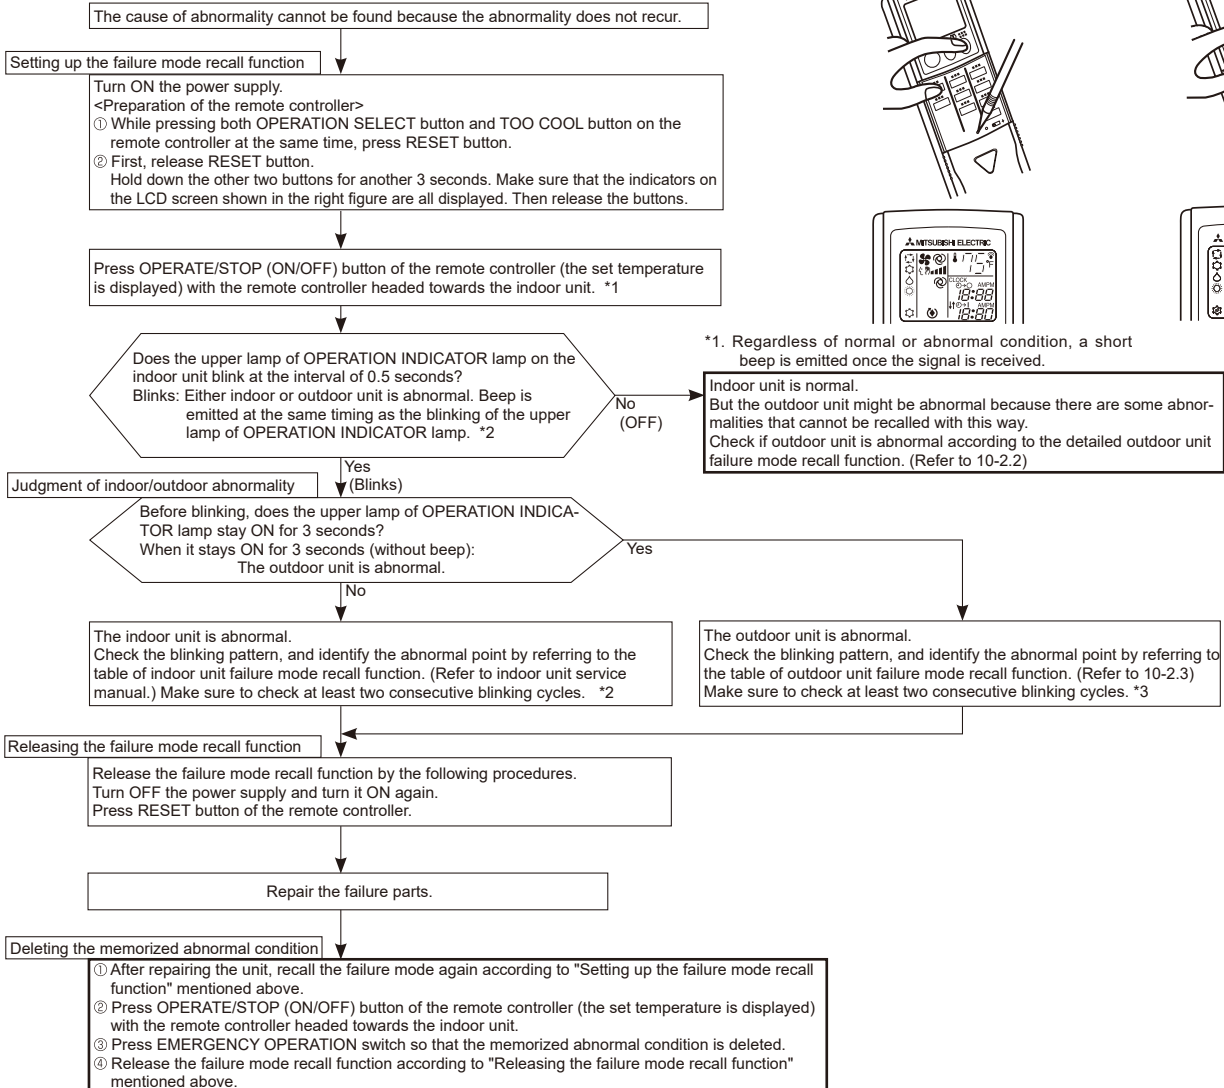 The cause of abnormality cannot be found because the abnormality does not recur.
Setting up the failure mode recall function
Turn ON the power supply.
<Preparation of the remote controller>
① While pressing both OPERATION SELECT button and TOO COOL button on the
remote controller at the same time, press RESET button.
② First, release RESET button.
Hold down the other two buttons for another 3 seconds. Make sure that the indicators on
the LCD screen shown in the right figure are all displayed. Then release the buttons.
MITSUBISHI ELECTRIC
CLOCK
AMPM
18:88
AMPM
18:80
Press OPERATE/STOP (ON/OFF) button of the remote controller (the set temperature
is displayed) with the remote controller headed towards the indoor unit. *1
*1. Regardless of normal or abnormal condition, a short
beep is emitted once the signal is received.
Does the upper lamp of OPERATION INDICATOR lamp on the
indoor unit blink at the interval of 0.5 seconds?
Blinks: Either indoor or outdoor unit is abnormal. Beep is
emitted at the same timing as the blinking of the upper
lamp of OPERATION INDICATOR lamp. *2
No
(OFF)
Indoor unit is normal.
But the outdoor unit might be abnormal because there are some abnor-
malities that cannot be recalled with this way.
Check if outdoor unit is abnormal according to the detailed outdoor unit
failure mode recall function. (Refer to 10-2.2)
Yes
(Blinks)
Judgment of indoor/outdoor abnormality
Before blinking, does the upper lamp of OPERATION INDICA-
TOR lamp stay ON for 3 seconds?
When it stays ON for 3 seconds (without beep):
The outdoor unit is abnormal.
Yes
No
The indoor unit is abnormal.
Check the blinking pattern, and identify the abnormal point by referring to the
table of indoor unit failure mode recall function. (Refer to indoor unit service
manual.) Make sure to check at least two consecutive blinking cycles. *2
The outdoor unit is abnormal.
Check the blinking pattern, and identify the abnormal point by referring to
the table of outdoor unit failure mode recall function. (Refer to 10-2.3)
Make sure to check at least two consecutive blinking cycles. *3
Releasing the failure mode recall function
Release the failure mode recall function by the following procedures.
Turn OFF the power supply and turn it ON again.
Press RESET button of the remote controller.
Repair the failure parts.
Deleting the memorized abnormal condition
① After repairing the unit, recall the failure mode again according to "Setting up the failure mode recall
function" mentioned above.
② Press OPERATE/STOP (ON/OFF) button of the remote controller (the set temperature is displayed)
with the remote controller headed towards the indoor unit.
③ Press EMERGENCY OPERATION switch so that the memorized abnormal condition is deleted.
④ Release the failure mode recall function according to "Releasing the failure mode recall function"
mentioned above.